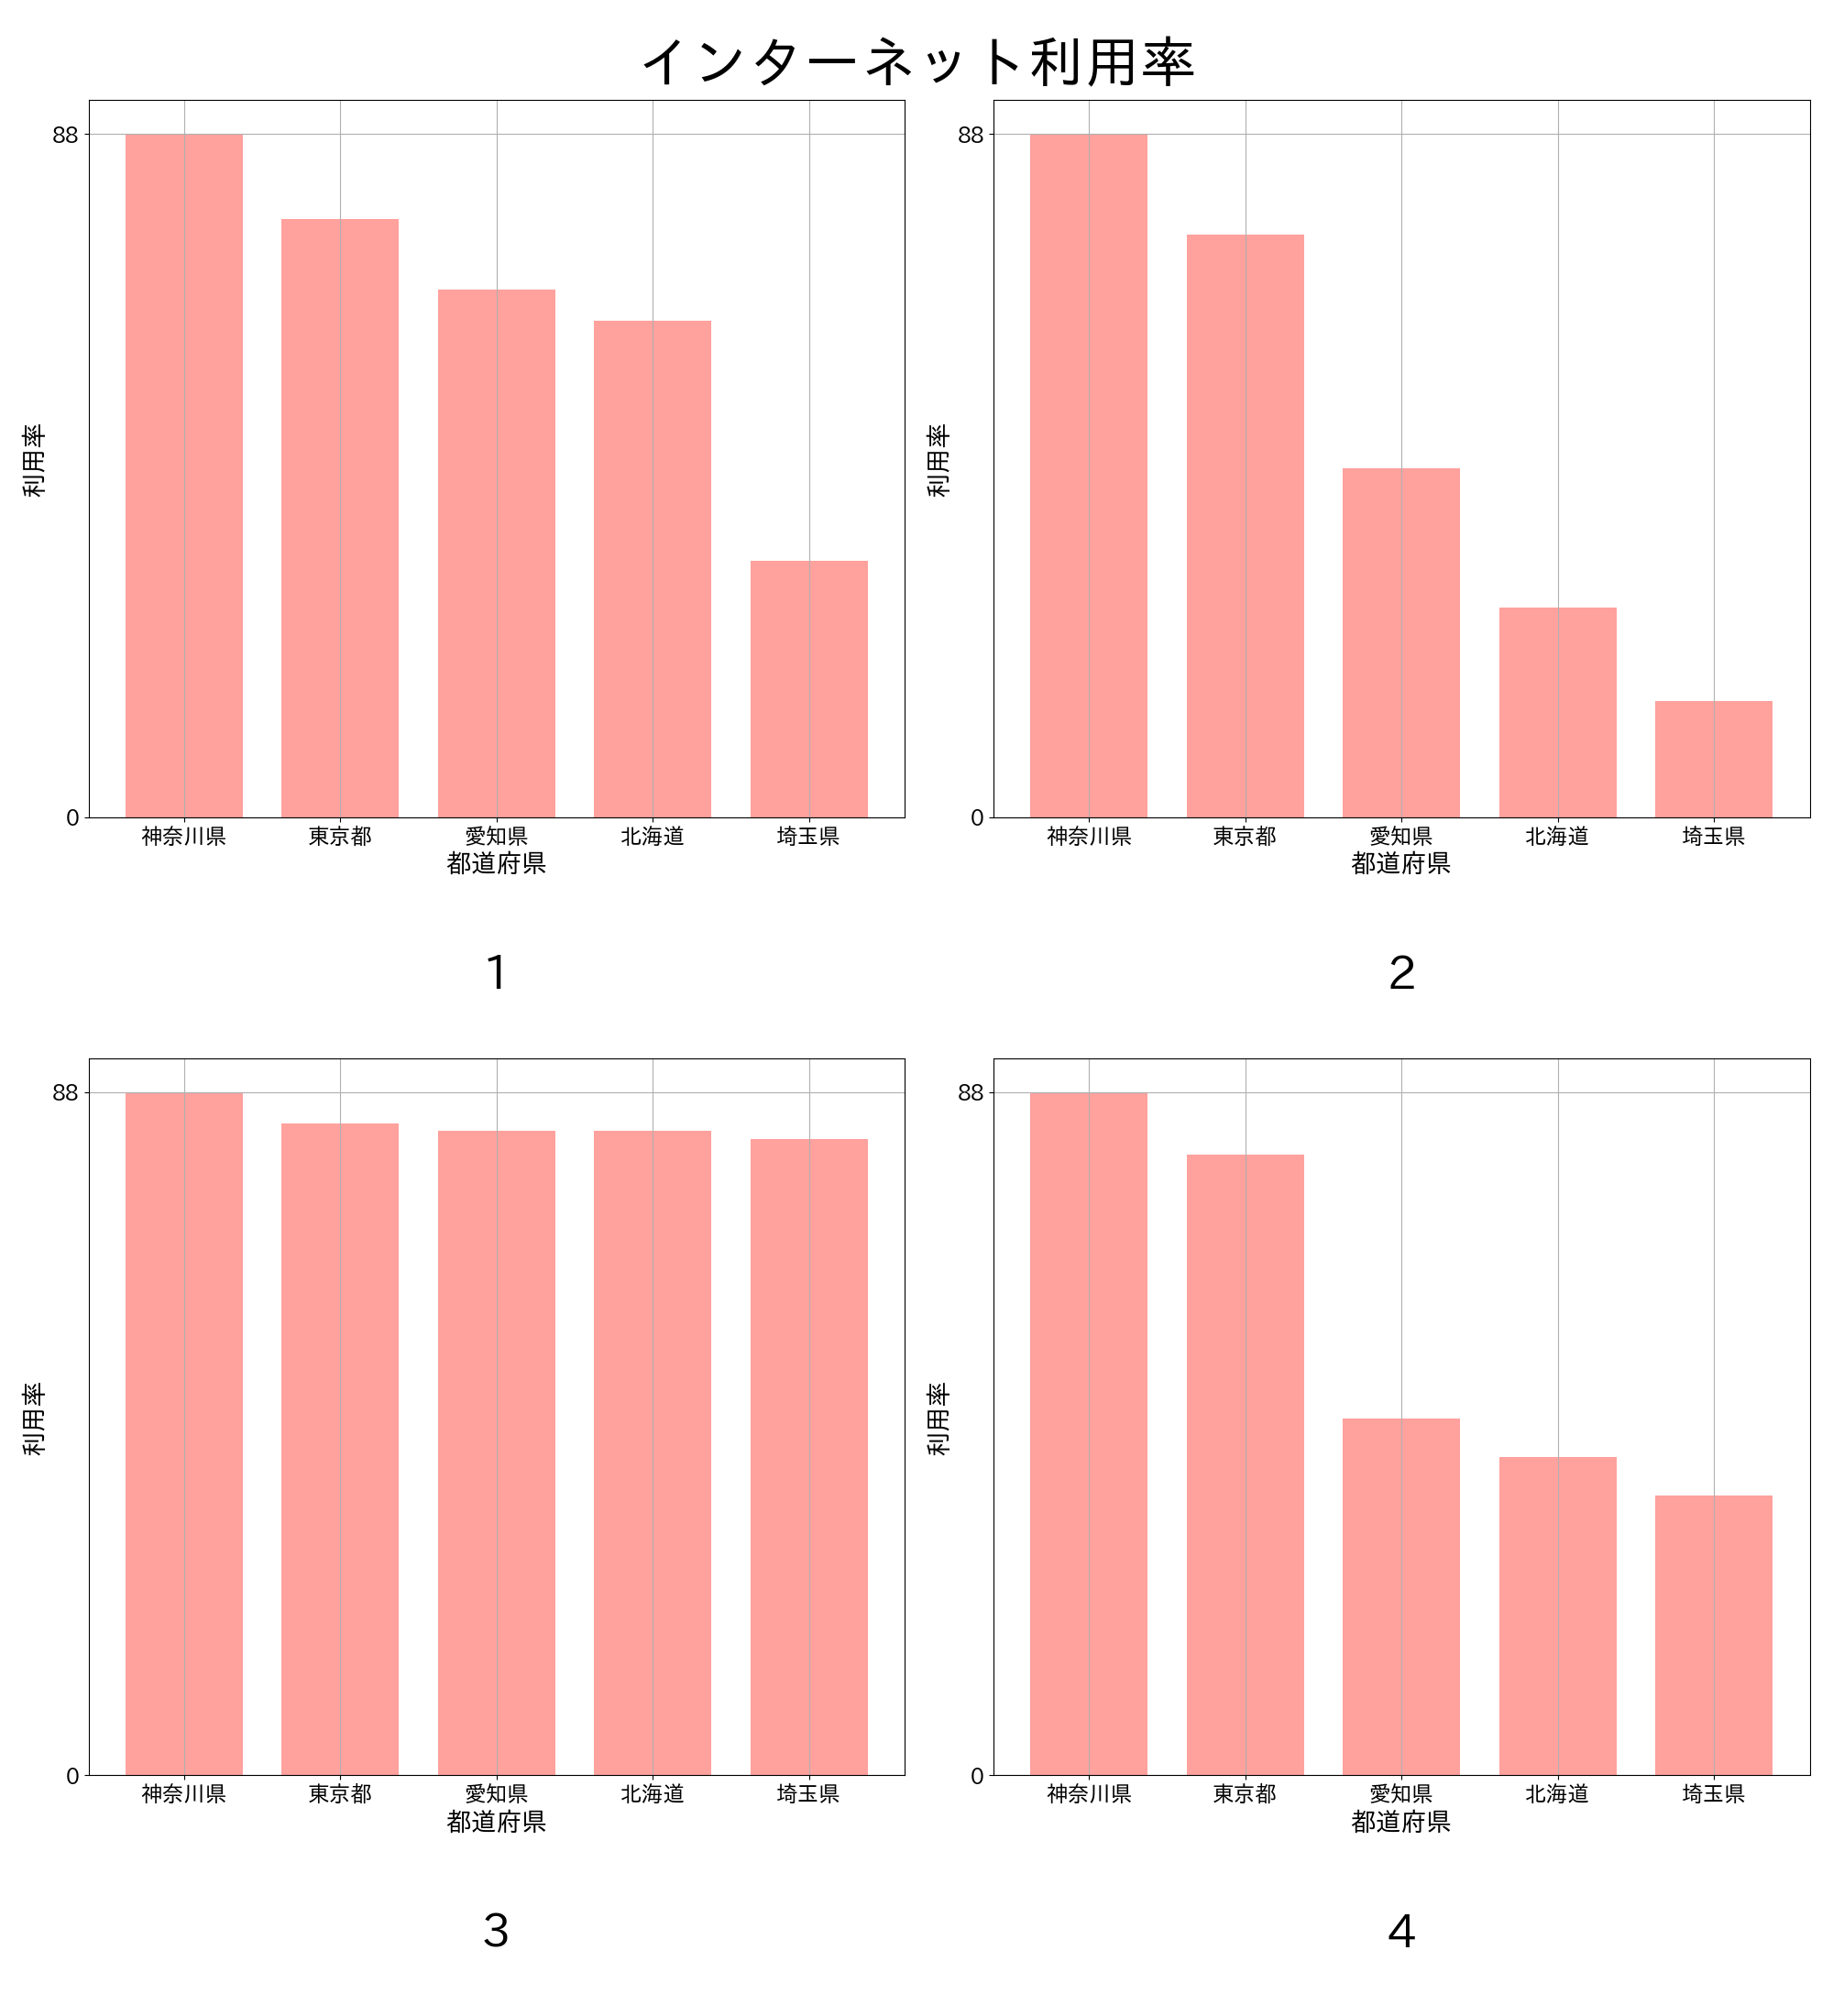 インターネット利用率
88
0
利用率
神奈川県 東京都 愛知県 北海道 埼玉県
都道府県
1
88
0
利用率
神奈川県 東京都 愛知県 北海道 埼玉県
都道府県
2
88
0
利用率
神奈川県 東京都 愛知県 北海道 埼玉県
都道府県
3
88
0
利用率
神奈川県 東京都 愛知県 北海道 埼玉県
都道府県
4